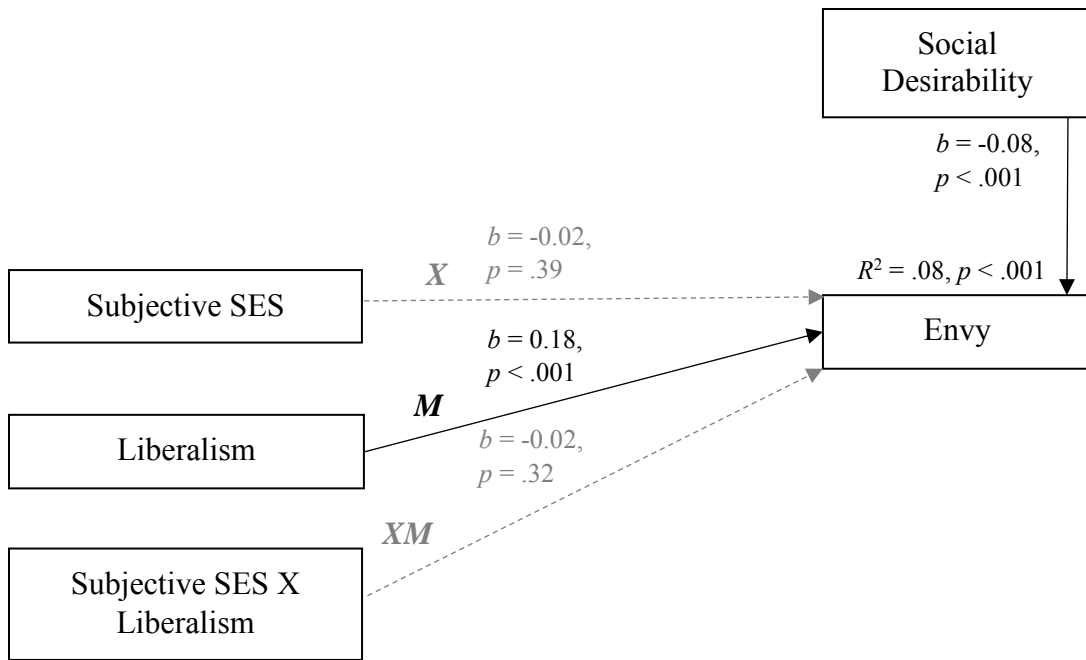 Social
Desirability
b = -0.08,
p < .001
b = -0.02,
p = .39
X
R² = .08, p < .001
Subjective SES
Envy
b = 0.18,
p < .001
M
Liberalism
b = -0.02,
p = .32
XM
Subjective SES X
Liberalism